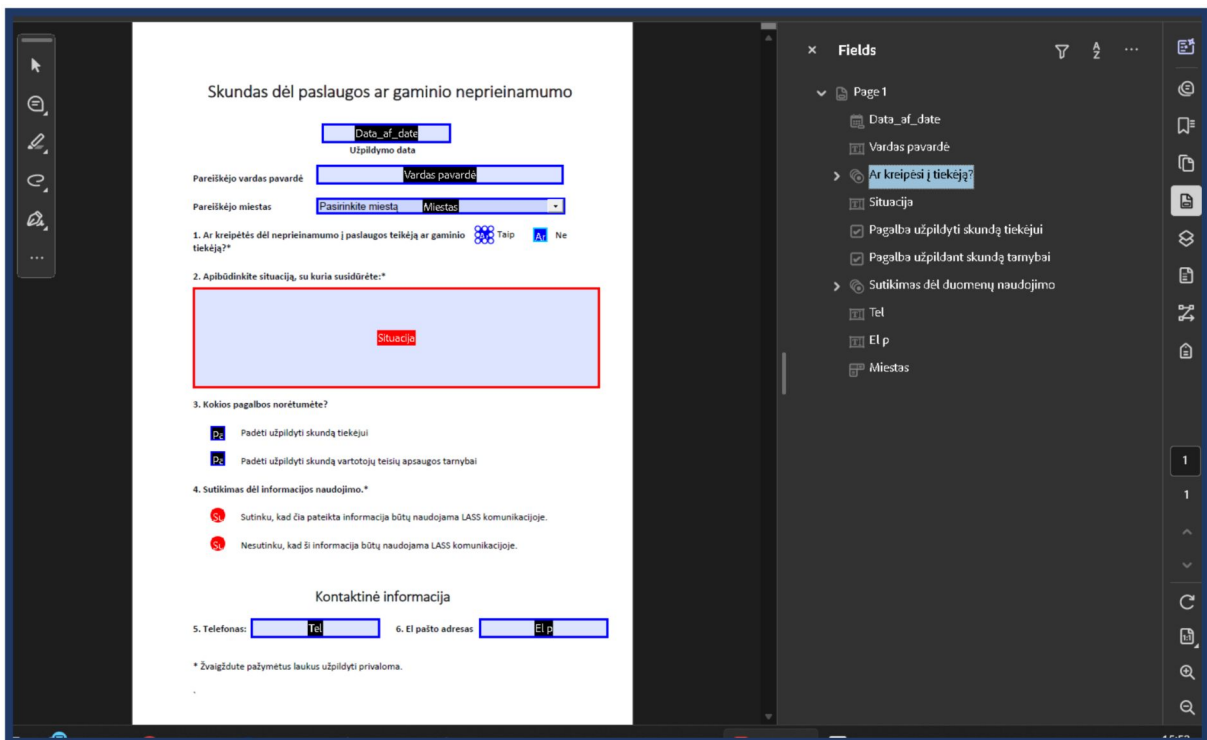 Skundas dėl paslaugos ar gaminio neprieinamumo
Data_af_date
Užpildymo data
Pareiškėjo vardas pavardė Vardas pavardė
Pareiškėjo miestas Pasirinkite miestą Miestas
1. Ar kreipėtės dėl neprieinamumo į paslaugos teikėją ar gaminio Taip Ar Ne
tiekėją?*
2. Apibūdinkite situaciją, su kuria susidūrėte:*
Situacija
3. Kokios pagalbos norėtumėte?
Pa Padėti užpildyti skundą tiekėjui
Pa Padėti užpildyti skundą vartotojų teisių apsaugos tarnybai
4. Sutikimas dėl informacijos naudojimo.*
Su Sutinku, kad čia pateikta informacija būtų naudojama LASS komunikacijoje.
Su Nesutinku, kad ši informacija būtų naudojama LASS komunikacijoje.
Kontaktinė informacija
5. Telefonas: Tel 6. El pašto adresas El p
* Žvaigždute pažymėtus laukus užpildyti privaloma.
.
Fields
Page 1
Data_af_date
Vardas pavardė
Ar kreipėsi į tiekėją?
Situacija
Pagalba užpildyti skundą tiekėjui
Pagalba užpildant skundą tarnybai
Sutikimas dėl duomenų naudojimo
Tel
El p
Miestas
1
1